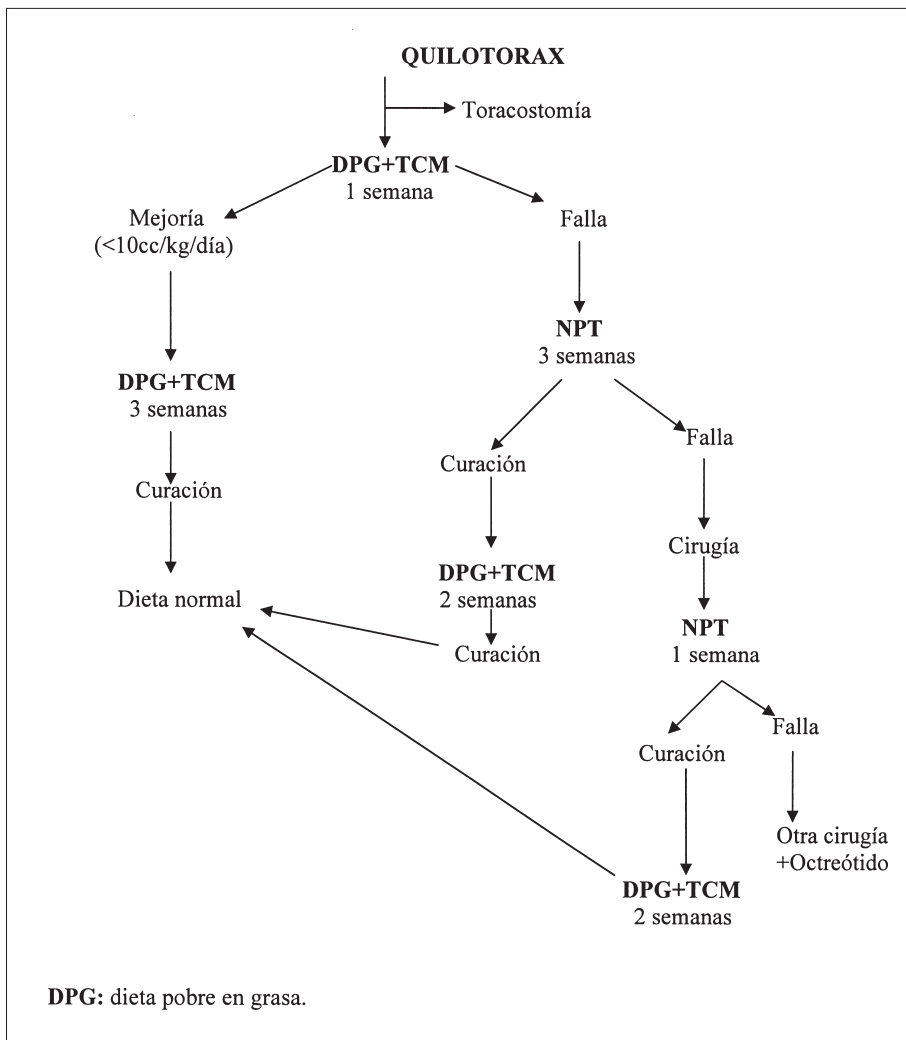 QUILOTORAX
Toracostomía
DPG+TCM
1 semana
Mejoría
(<10cc/kg/día)
Falla
NPT
3 semanas
DPG+TCM
3 semanas
Falla
Curación
Curación
Cirugía
DPG+TCM
2 semanas
Dieta normal
NPT
1 semana
Curación
Falla
Curación
Otra cirugía
+Octreótido
DPG+TCM
2 semanas
DPG: dieta pobre en grasa.